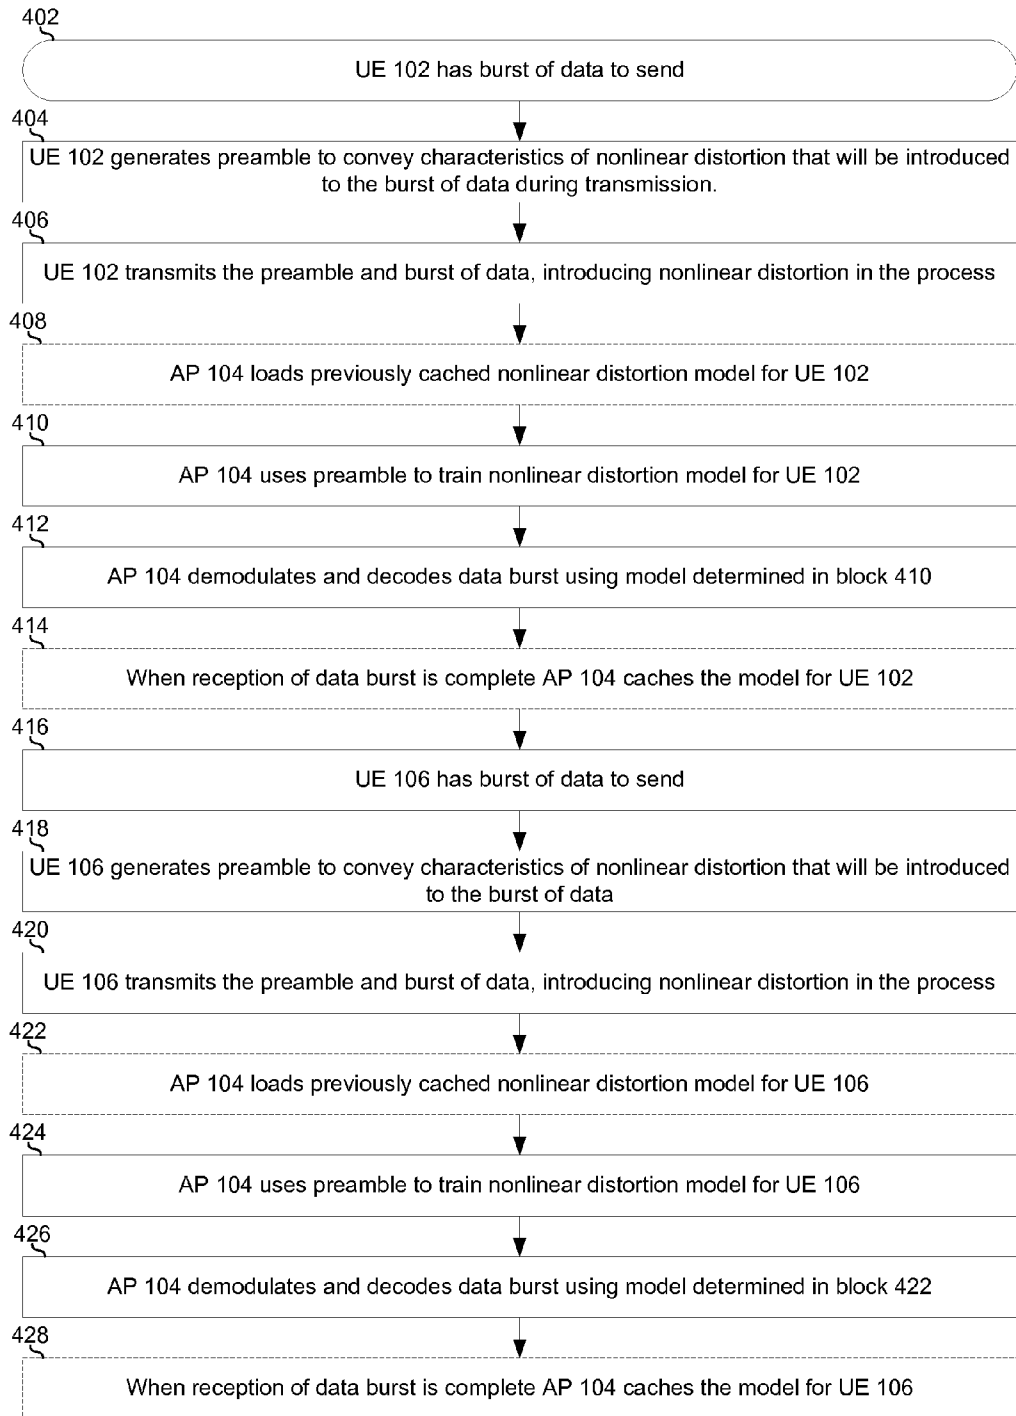 402
UE 102 has burst of data to send
404
UE 102 generates preamble to convey characteristics of nonlinear distortion that will be introduced
to the burst of data during transmission.
406
UE 102 transmits the preamble and burst of data, introducing nonlinear distortion in the process
408
AP 104 loads previously cached nonlinear distortion model for UE 102
410
AP 104 uses preamble to train nonlinear distortion model for UE 102
412
AP 104 demodulates and decodes data burst using model determined in block 410
414
When reception of data burst is complete AP 104 caches the model for UE 102
416
UE 106 has burst of data to send
418
UE 106 generates preamble to convey characteristics of nonlinear distortion that will be introduced
to the burst of data
420
UE 106 transmits the preamble and burst of data, introducing nonlinear distortion in the process
422
AP 104 loads previously cached nonlinear distortion model for UE 106
424
AP 104 uses preamble to train nonlinear distortion model for UE 106
426
AP 104 demodulates and decodes data burst using model determined in block 422
428
When reception of data burst is complete AP 104 caches the model for UE 106